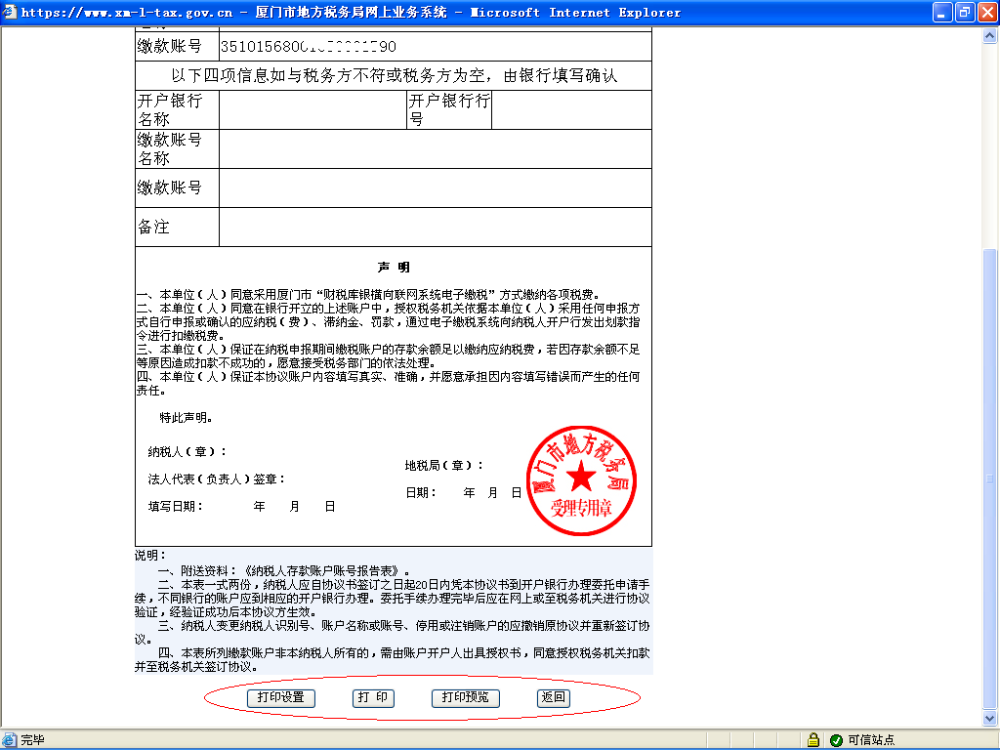 https://www.xm-l-tax.gov.cn - 厦门市地方税务局网上业务系统 - Microsoft Internet Explorer
缴款账号 3510156800 90
以下四项信息如与税务方不符或税务方为空，由银行填写确认
开户银行名称 开户银行行号
缴款账号名称
缴款账号
备注
声 明
一、本单位(人)同意采用厦门市“财税库银横向联网系统电子缴税”方式缴纳各项税费。
二、本单位(人)同意在银行开立的上述账户中，授权税务机关依据本单位(人)采用任何申报方
式自行申报或确认的应纳税(费)、滞纳金、罚款，通过电子缴税系统向纳税人开户行发出划款指
令进行扣缴税费。
三、本单位(人)保证在纳税申报期间缴税账户的存款余额足以缴纳应纳税费，若因存款余额不足
等原因造成扣款不成功的，愿意接受税务部门的依法处理。
四、本单位(人)保证本协议账户内容填写真实、准确，并愿意承担因内容填写错误而产生的任何
责任。
特此声明。
纳税人(章)：
地税局(章)：
法人代表(负责人)签章：
日期： 年 月 日
填写日期： 年 月 日
厦门市地方税务局
受理专用章
说明：
一、附送资料：《纳税人存款账户账号报告表》。
二、本表一式两份，纳税人应自协议书签订之日起20日内凭本协议书到开户银行办理委托申请手
续，不同银行的账户应到相应的开户银行办理。委托手续办理完毕后应在网上或至税务机关进行协议
验证，经验证成功后本协议方生效。
三、纳税人变更纳税人识别号、账户名称或账号、停用或注销账户的应撤销原协议并重新签订协
议。
四、本表所列缴款账户非本纳税人所有的，需由账户开户人出具授权书，同意授权税务机关扣款
并至税务机关签订协议。
打印设置 打 印 打印预览 返回
完毕 可信站点